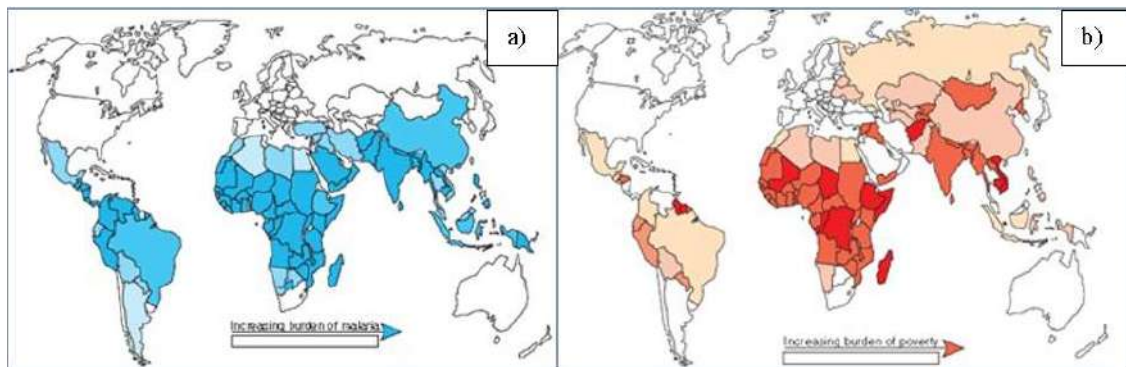 a)
b)
Increasing burden of malaria
Increasing burden of poverty